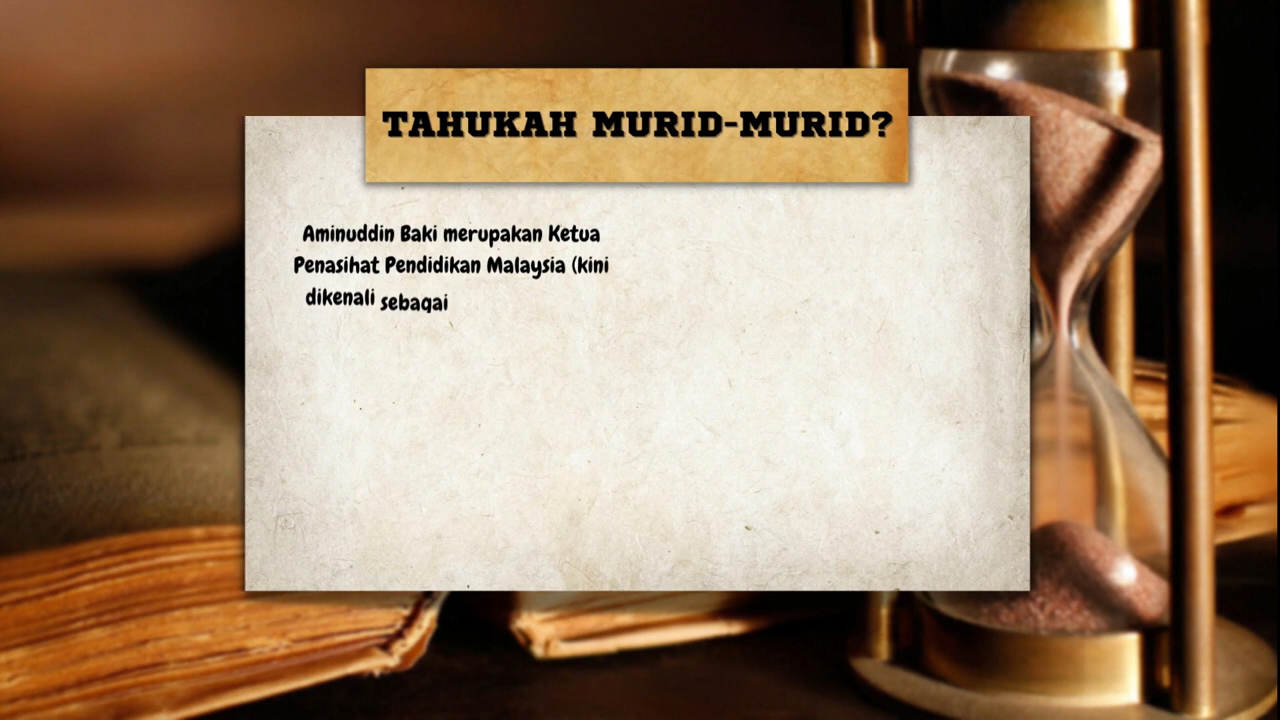 TAHUKAH MURID-MURID?
Aminuddin Baki merupakan Ketua
Penasihat Pendidikan Malaysia (kini
dikenali sebagai